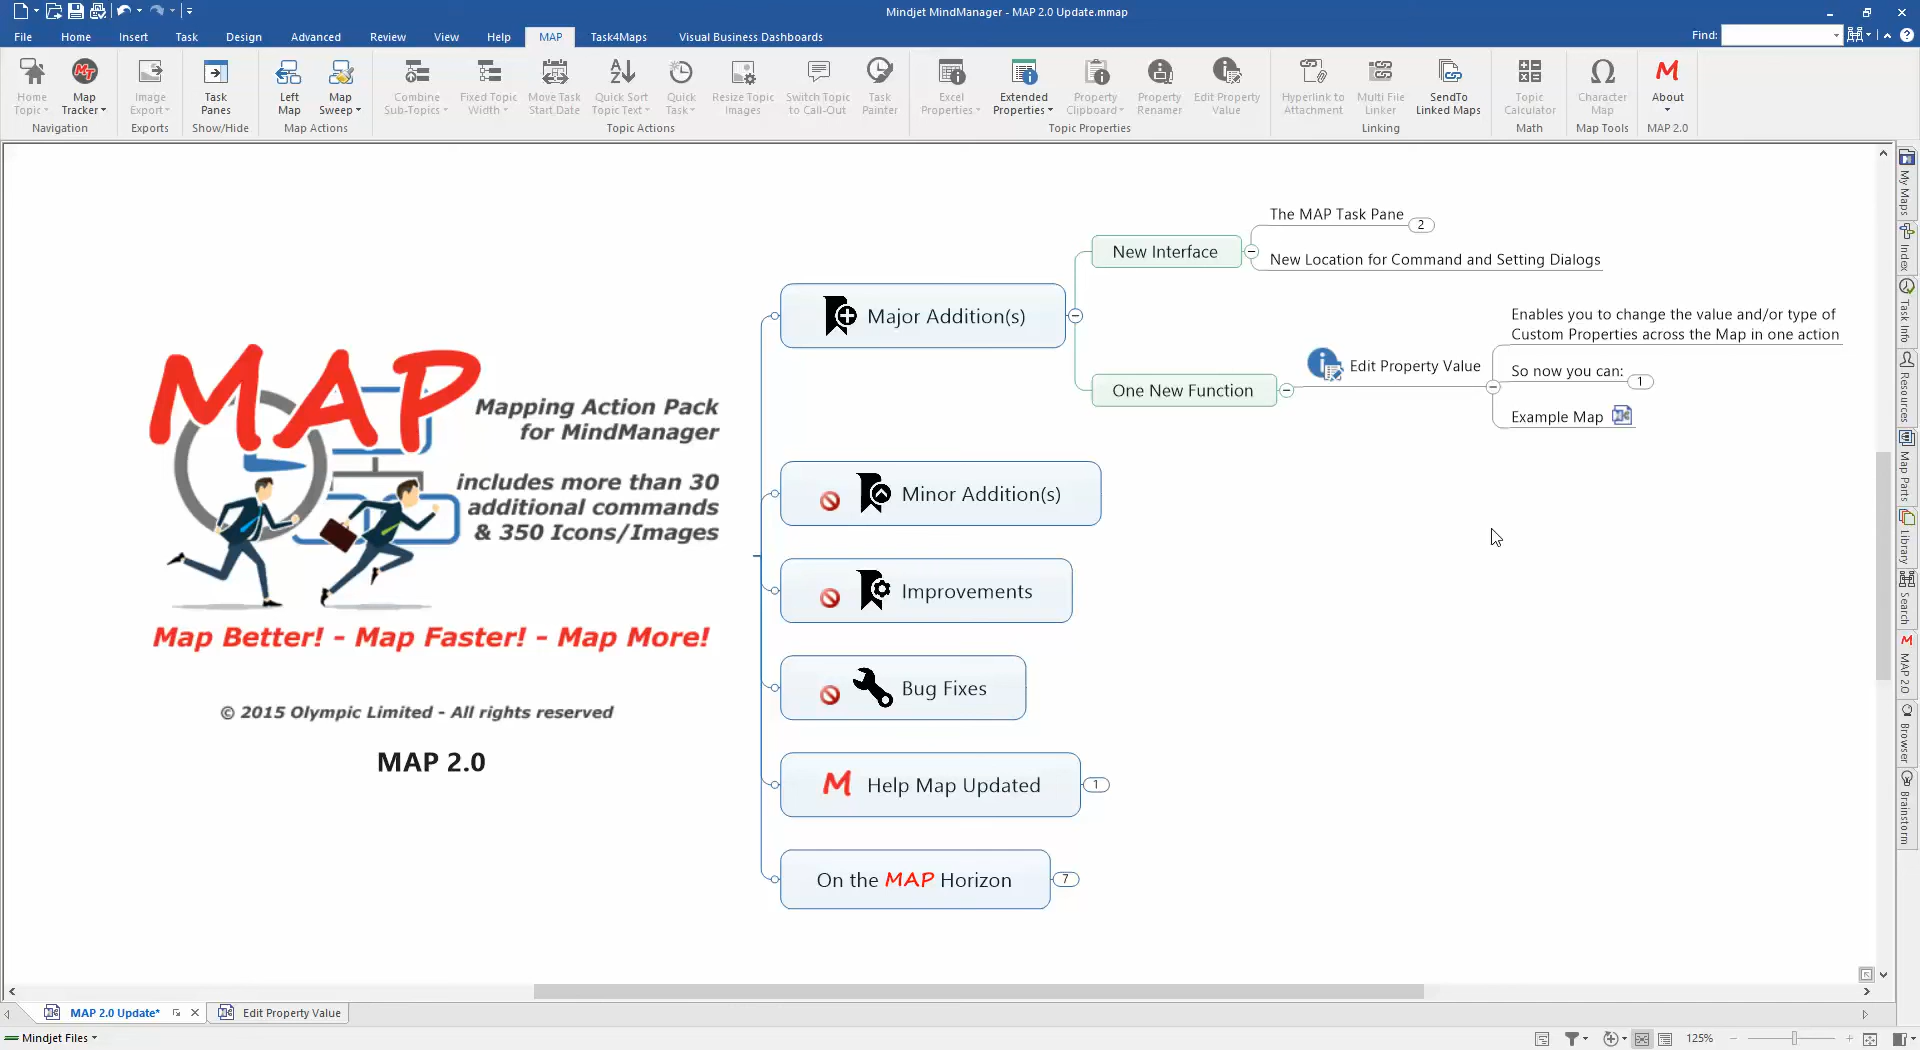 Mindjet MindManager - MAP 2.0 Update.mmap
File Home Insert Task Design Advanced Review View Help MAP Task4Maps Visual Business Dashboards Find:
Home
Topic
Map
Tracker
Navigation
Image
Export
Exports
Task
Panes
Show/Hide
Left
Map
Map
Sweep
Map Actions
Combine
Sub-Topics
Fixed Topic
Width
Move Task
Start Date
Quick Sort
Topic Text
Quick
Task
Resize Topic
Images
Switch Topic
to Call-Out
Task
Painter
Topic Actions
Excel
Properties
Extended
Properties
Property
Clipboard
Property
Renamer
Edit Property
Value
Topic Properties
Hyperlink to
Attachment
Multi File
Linker
SendTo
Linked Maps
Linking
Topic
Calculator
Math
Character
Map
Map Tools
M
About
MAP 2.0
MAP
Mapping Action Pack
for MindManager
includes more than 30
additional commands
& 350 Icons/Images
Map Better! - Map Faster! - Map More!
© 2015 Olympic Limited - All rights reserved
MAP 2.0
Major Addition(s)
New Interface
The MAP Task Pane 2
New Location for Command and Setting Dialogs
One New Function
Edit Property Value
Enables you to change the value and/or type of
Custom Properties across the Map in one action
So now you can: 1
Example Map
Minor Addition(s)
Improvements
Bug Fixes
M Help Map Updated 1
On the MAP Horizon 7
My Maps
Index
Task Info
Resources
Map Parts
Library
Search
M MAP 2.0
Browser
Brainstorm
MAP 2.0 Update* Edit Property Value
Mindjet Files 125%